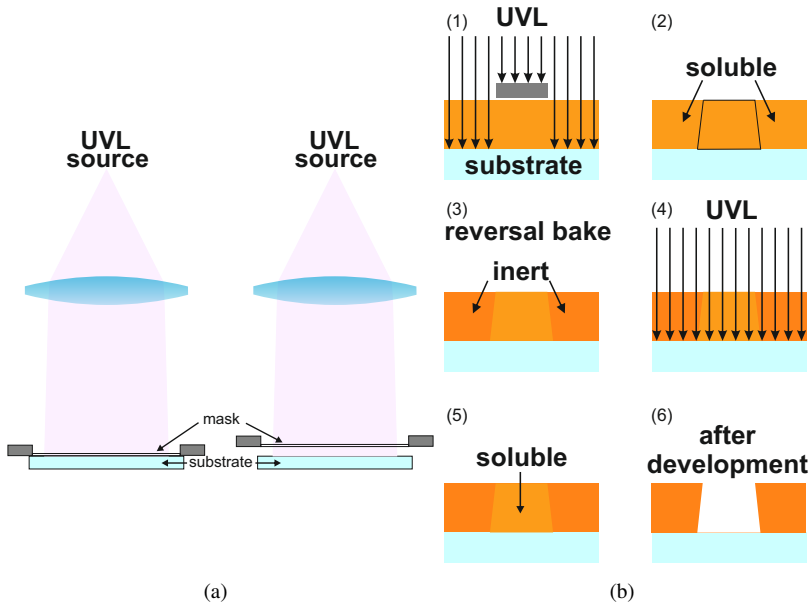 UVL
source
UVL
source
mask
substrate
(a)
(1)
UVL
substrate
(2)
soluble
(3)
reversal bake
inert
(4)
UVL
(5)
soluble
(6)
after
development
(b)